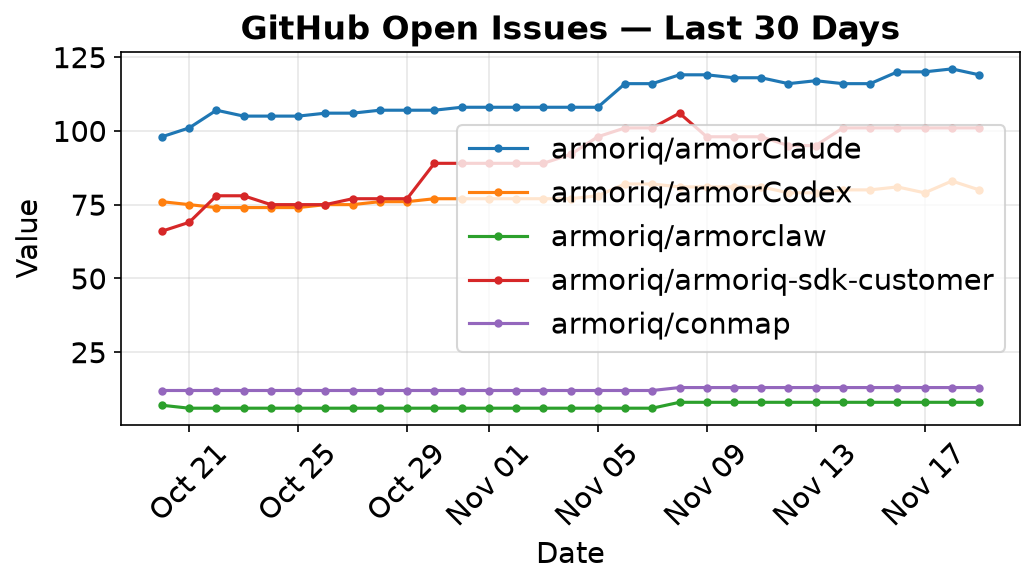 GitHub Open Issues — Last 30 Days
125
100
75
50
25
Value
armoriq/armorClaude
armoriq/armorCodex
armoriq/armorclaw
armoriq/armoriq-sdk-customer
armoriq/conmap
Oct 21
Oct 25
Oct 29
Nov 01
Nov 05
Nov 09
Nov 13
Nov 17
Date